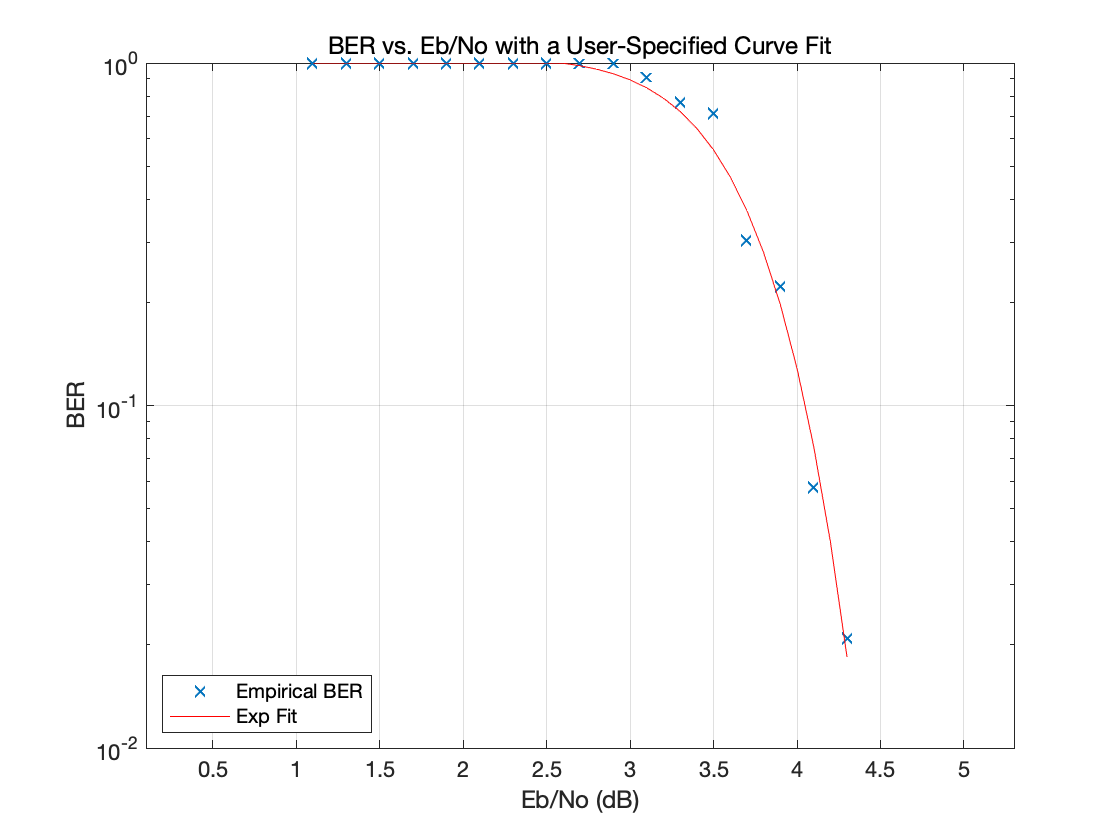 BER vs. Eb/No with a User-Specified Curve Fit
10^0
10^-1
10^-2
BER
Empirical BER
Exp Fit
0.5 1 1.5 2 2.5 3 3.5 4 4.5 5
Eb/No (dB)